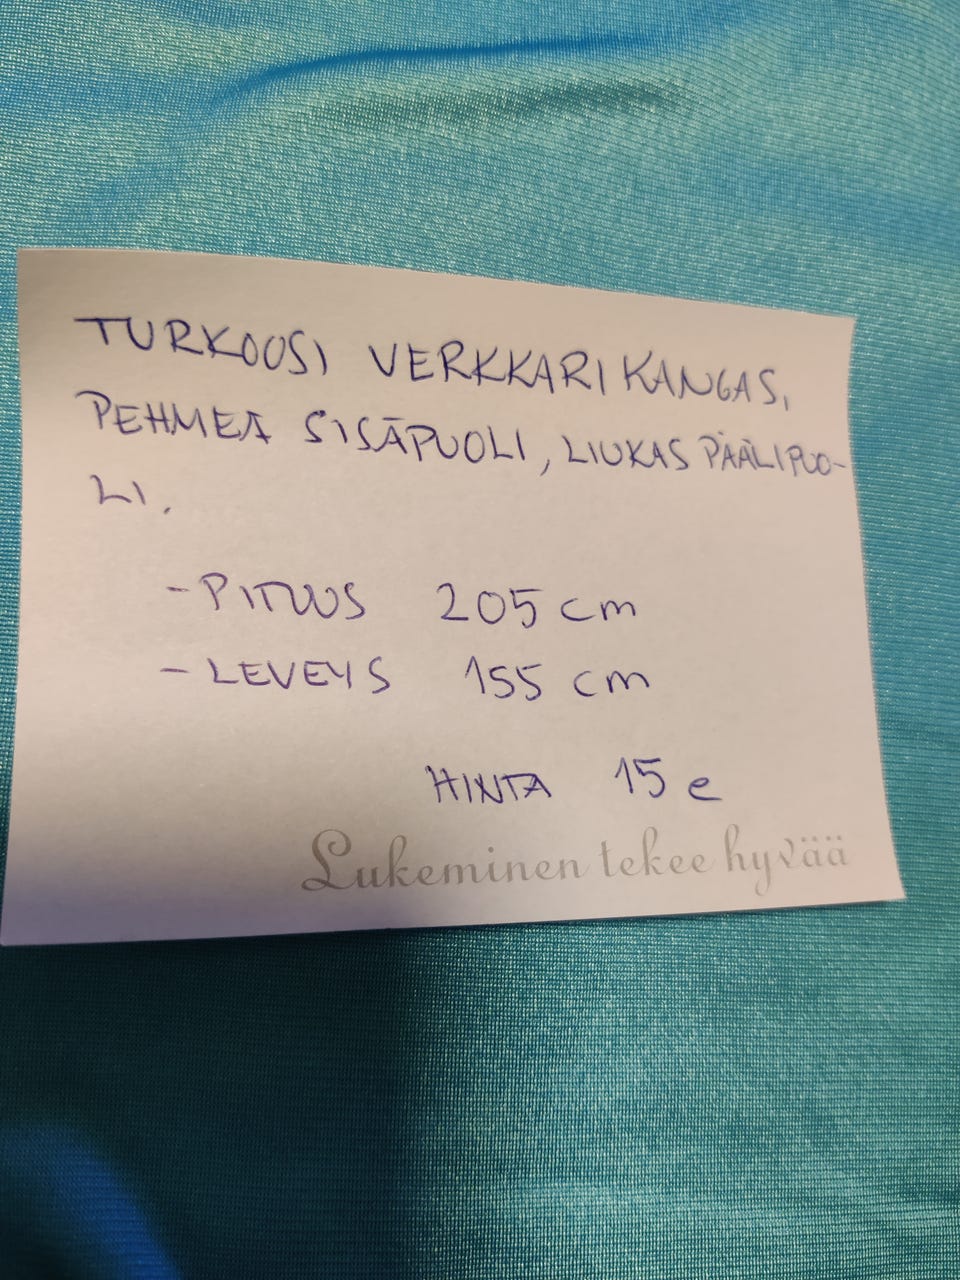 TURKOOSI VERKKARIKANGAS,
PEHMEÄ SISÄPUOLI, LIUKAS PÄÄLIPUO-
LI.
- PITUUS 205 cm
- LEVEYS 155 cm
HINTA 15 e
Lukeminen tekee hyvää